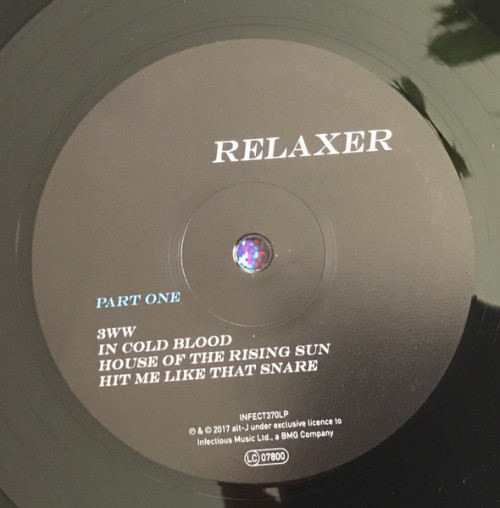 RELAXER
PART ONE
3WW
IN COLD BLOOD
HOUSE OF THE RISING SUN
HIT ME LIKE THAT SNARE
INFECT370LP
℗ & © 2017 alt-J under exclusive licence to
Infectious Music Ltd., a BMG Company
LC 07800